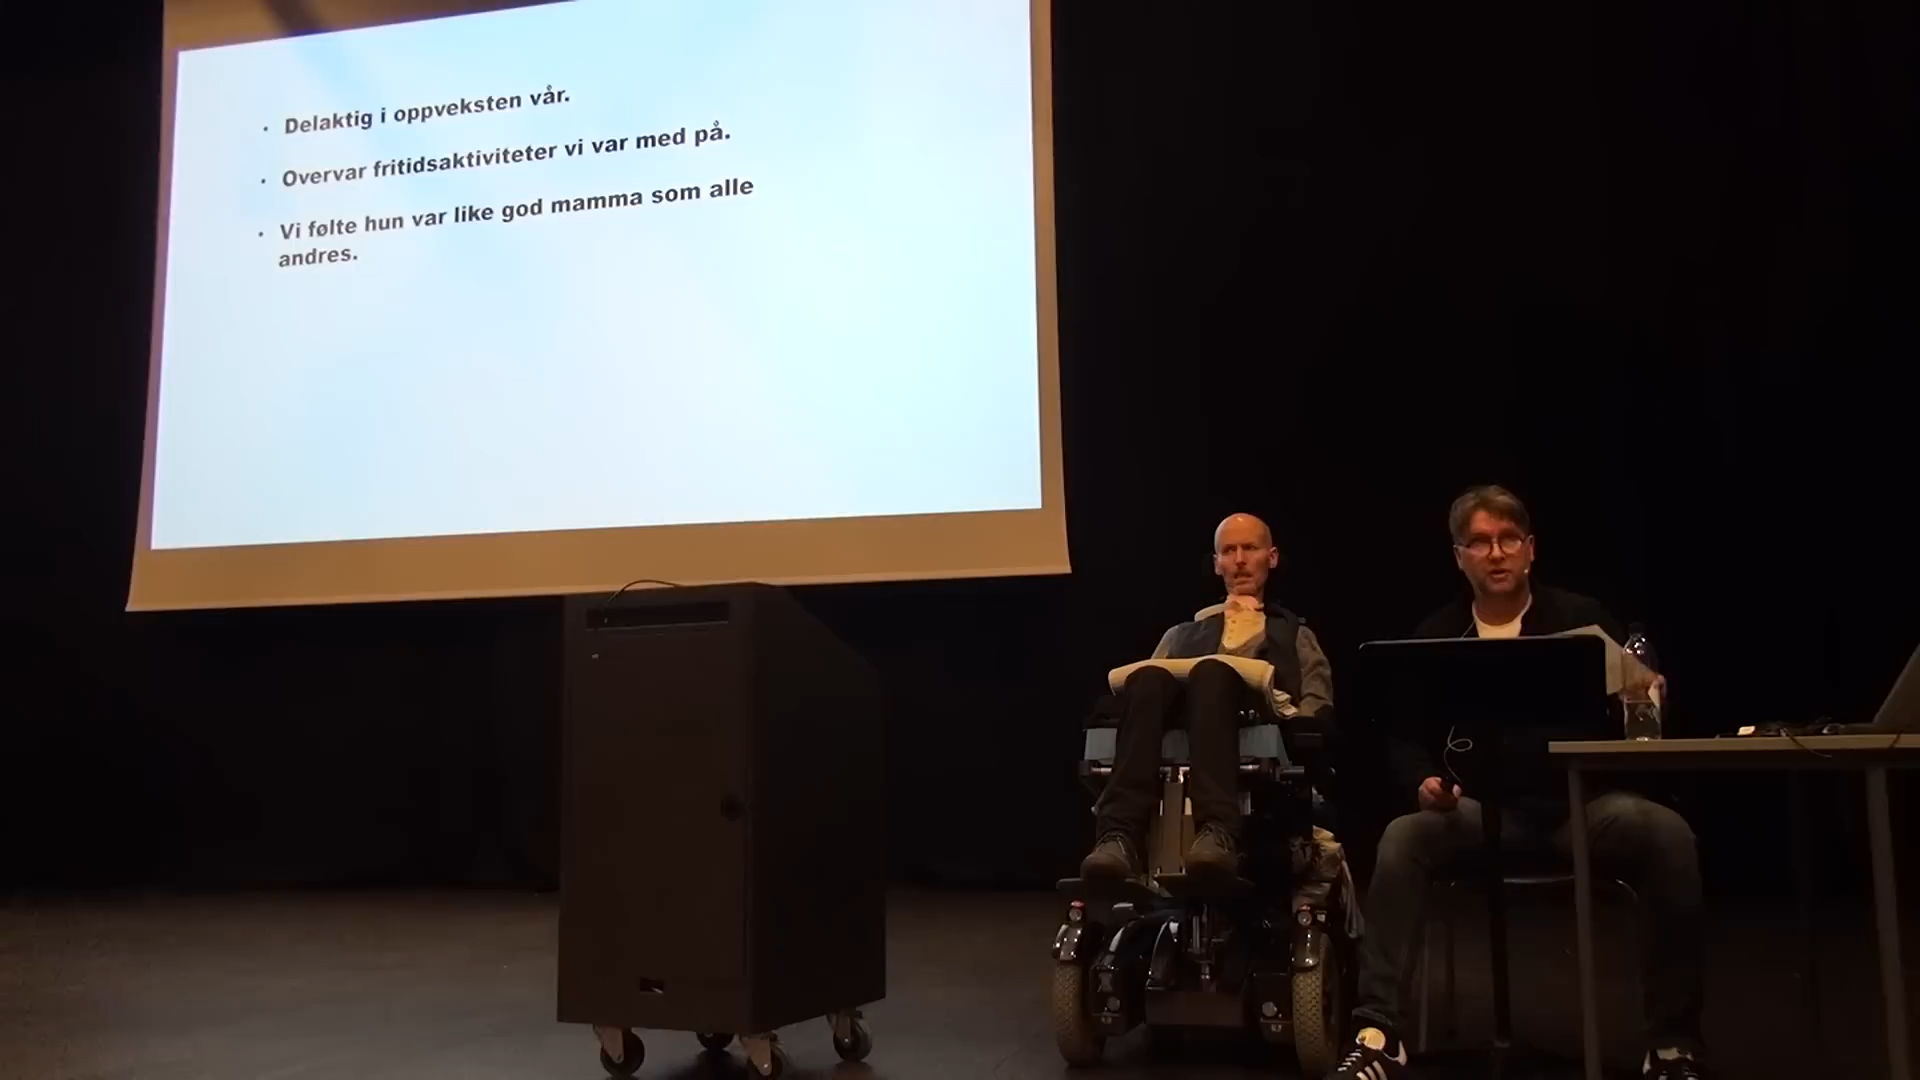 • Delaktig i oppveksten vår.
• Overvar fritidsaktiviteter vi var med på.
• Vi følte hun var like god mamma som alle
andres.